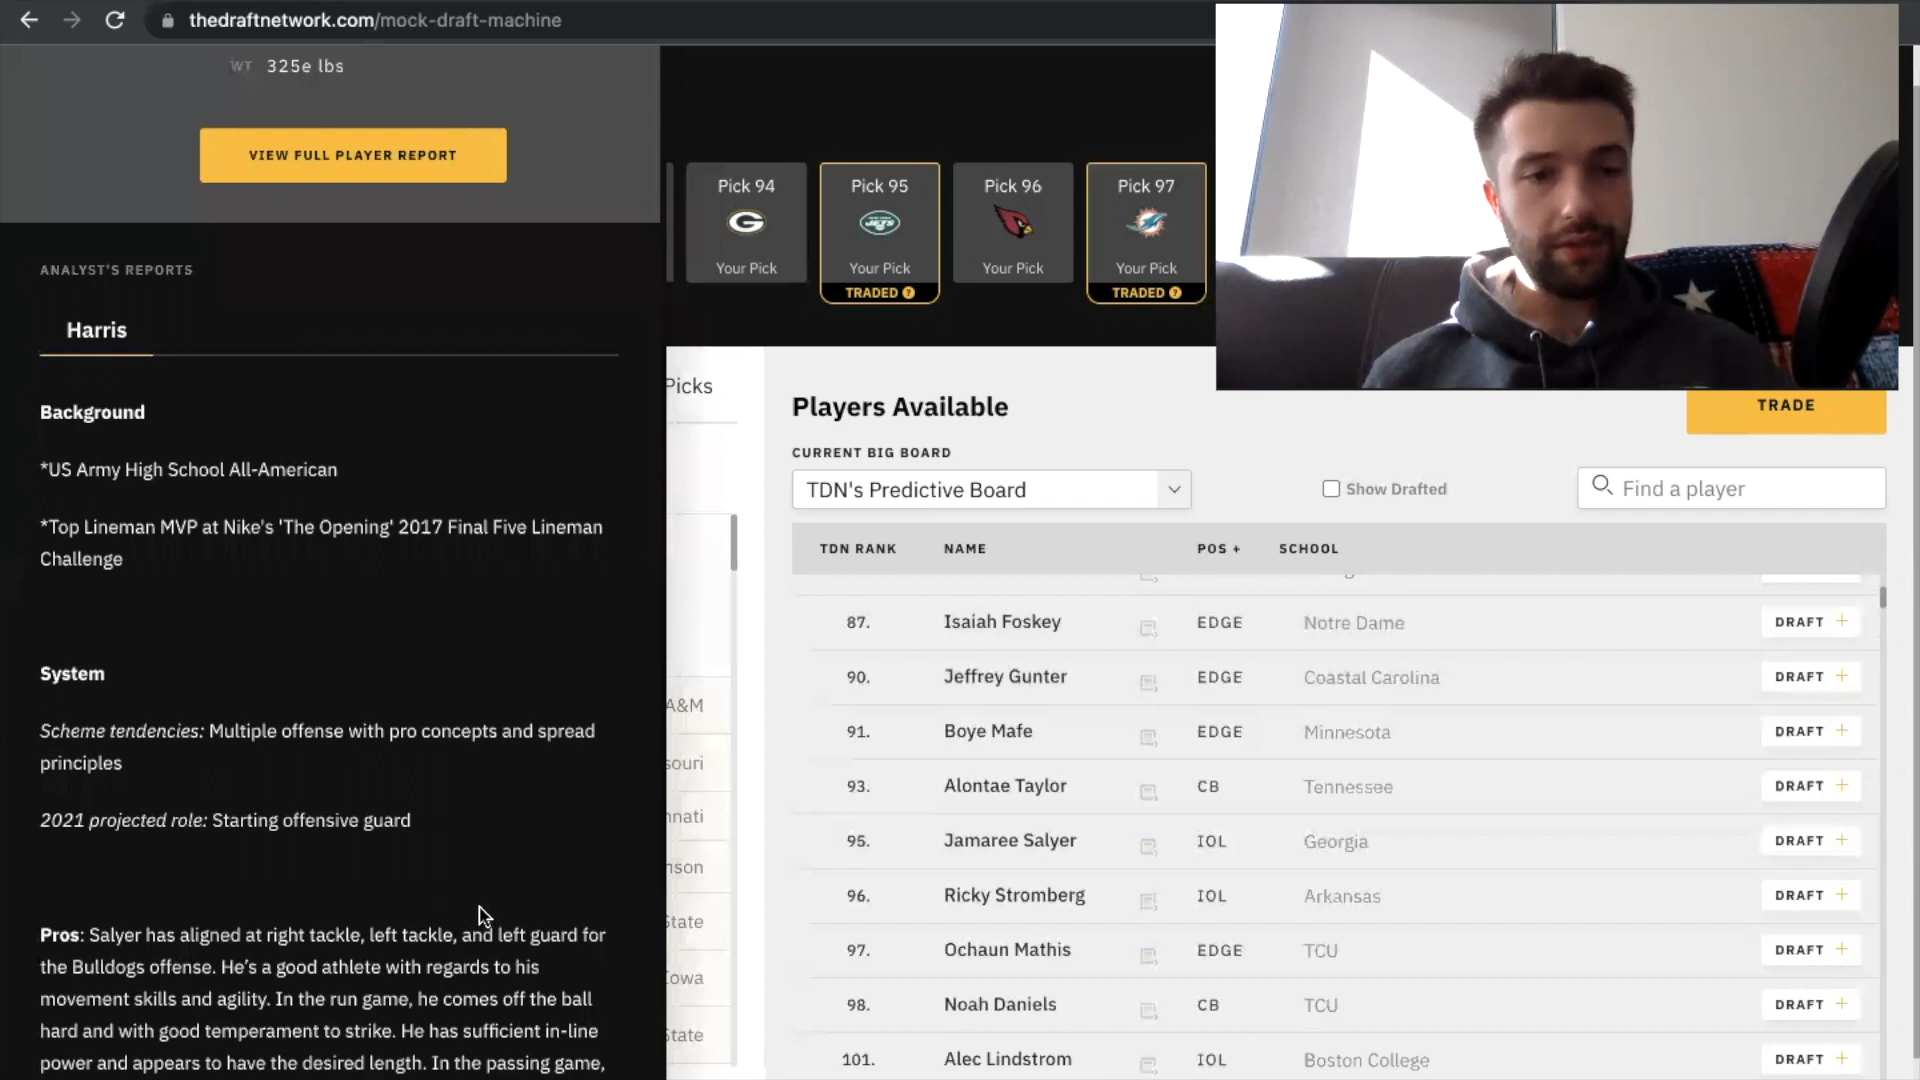 thedraftnetwork.com/mock-draft-machine
WT 325e lbs
VIEW FULL PLAYER REPORT
ANALYST'S REPORTS
Harris
Background
*US Army High School All-American
*Top Lineman MVP at Nike's 'The Opening' 2017 Final Five Lineman
Challenge
System
Scheme tendencies: Multiple offense with pro concepts and spread
principles
2021 projected role: Starting offensive guard
Pros: Salyer has aligned at right tackle, left tackle, and left guard for
the Bulldogs offense. He's a good athlete with regards to his
movement skills and agility. In the run game, he comes off the ball
hard and with good temperament to strike. He has sufficient in-line
power and appears to have the desired length. In the passing game,
Pick 94 Pick 95 Pick 96 Pick 97
G JETS
Your Pick Your Pick Your Pick Your Pick
TRADED ? TRADED ?
Picks
A&M
souri
nnati
nson
State
Iowa
State
Players Available
TRADE
CURRENT BIG BOARD
TDN's Predictive Board Show Drafted Find a player
TDN RANK NAME POS + SCHOOL
87. Isaiah Foskey EDGE Notre Dame DRAFT +
90. Jeffrey Gunter EDGE Coastal Carolina DRAFT +
91. Boye Mafe EDGE Minnesota DRAFT +
93. Alontae Taylor CB Tennessee DRAFT +
95. Jamaree Salyer IOL Georgia DRAFT +
96. Ricky Stromberg IOL Arkansas DRAFT +
97. Ochaun Mathis EDGE TCU DRAFT +
98. Noah Daniels CB TCU DRAFT +
101. Alec Lindstrom IOL Boston College DRAFT +